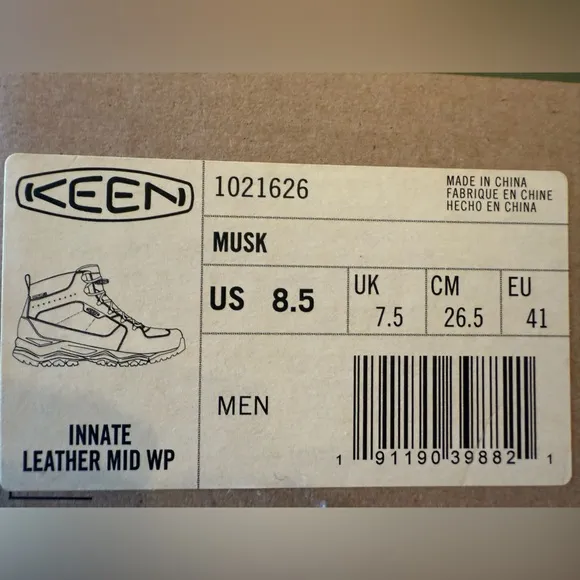 KEEN
1021626
MADE IN CHINA
FABRIQUE EN CHINE
HECHO EN CHINA
MUSK
US 8.5
UK 7.5
CM 26.5
EU 41
MEN
INNATE
LEATHER MID WP
1 91190 39882 1